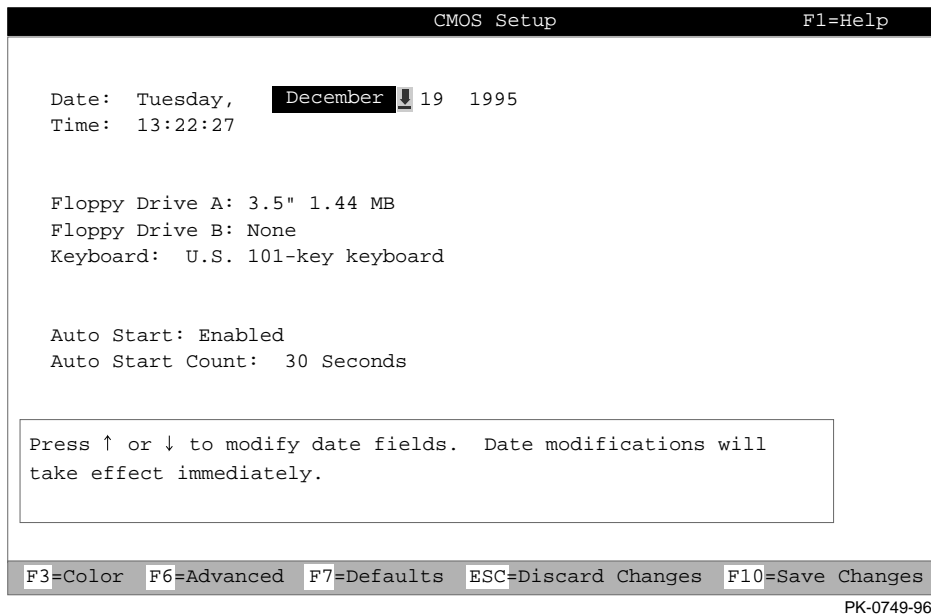 CMOS Setup F1=Help
Date: Tuesday, December 19 1995
Time: 13:22:27
Floppy Drive A: 3.5" 1.44 MB
Floppy Drive B: None
Keyboard: U.S. 101-key keyboard
Auto Start: Enabled
Auto Start Count: 30 Seconds
Press ↑ or ↓ to modify date fields. Date modifications will
take effect immediately.
F3=Color F6=Advanced F7=Defaults ESC=Discard Changes F10=Save Changes
PK-0749-96